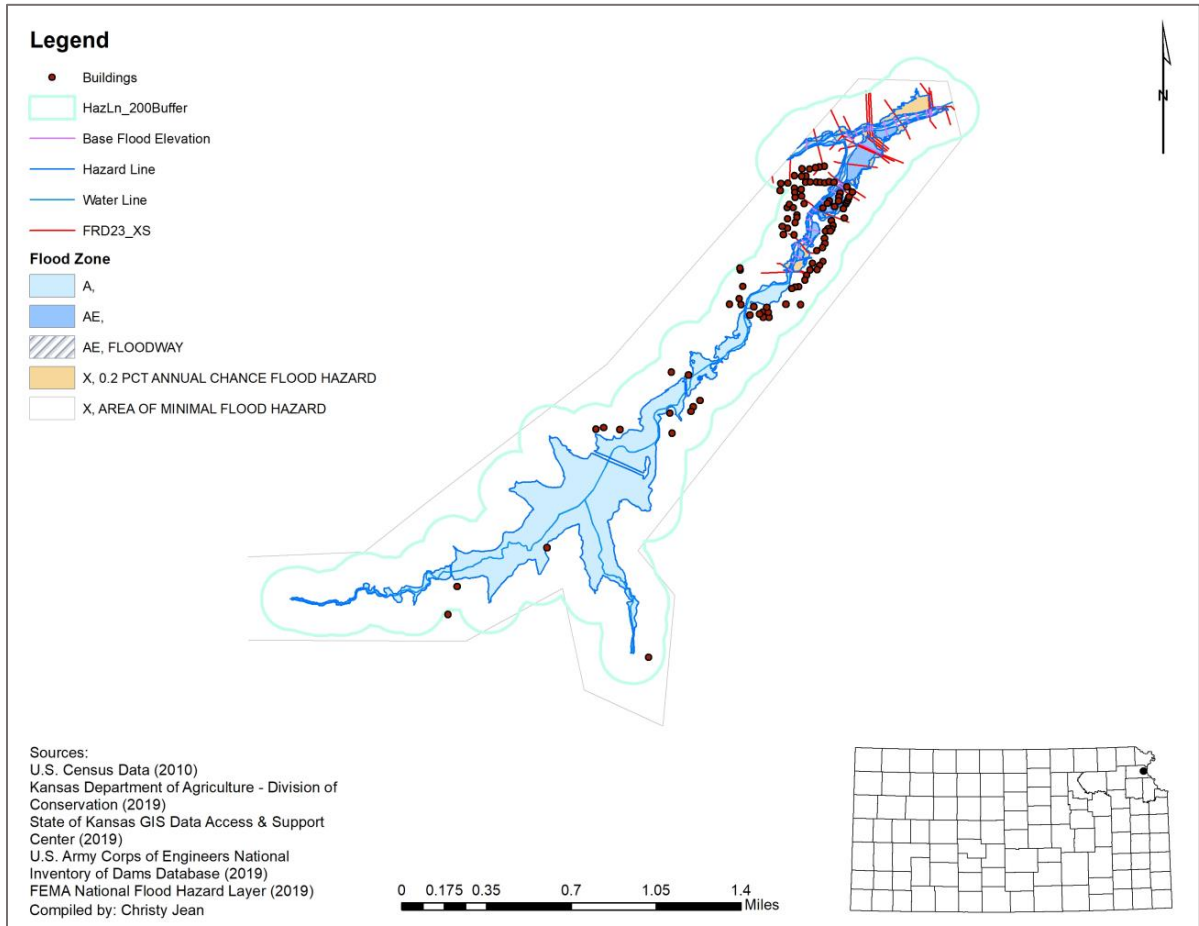 Legend
Buildings
HazLn_200Buffer
Base Flood Elevation
Hazard Line
Water Line
FRD23_XS
Flood Zone
A,
AE,
AE, FLOODWAY
X, 0.2 PCT ANNUAL CHANCE FLOOD HAZARD
X, AREA OF MINIMAL FLOOD HAZARD
N
Sources:
U.S. Census Data (2010)
Kansas Department of Agriculture - Division of
Conservation (2019)
State of Kansas GIS Data Access & Support
Center (2019)
U.S. Army Corps of Engineers National
Inventory of Dams Database (2019)
FEMA National Flood Hazard Layer (2019)
Compiled by: Christy Jean
0 0.175 0.35 0.7 1.05 1.4
Miles